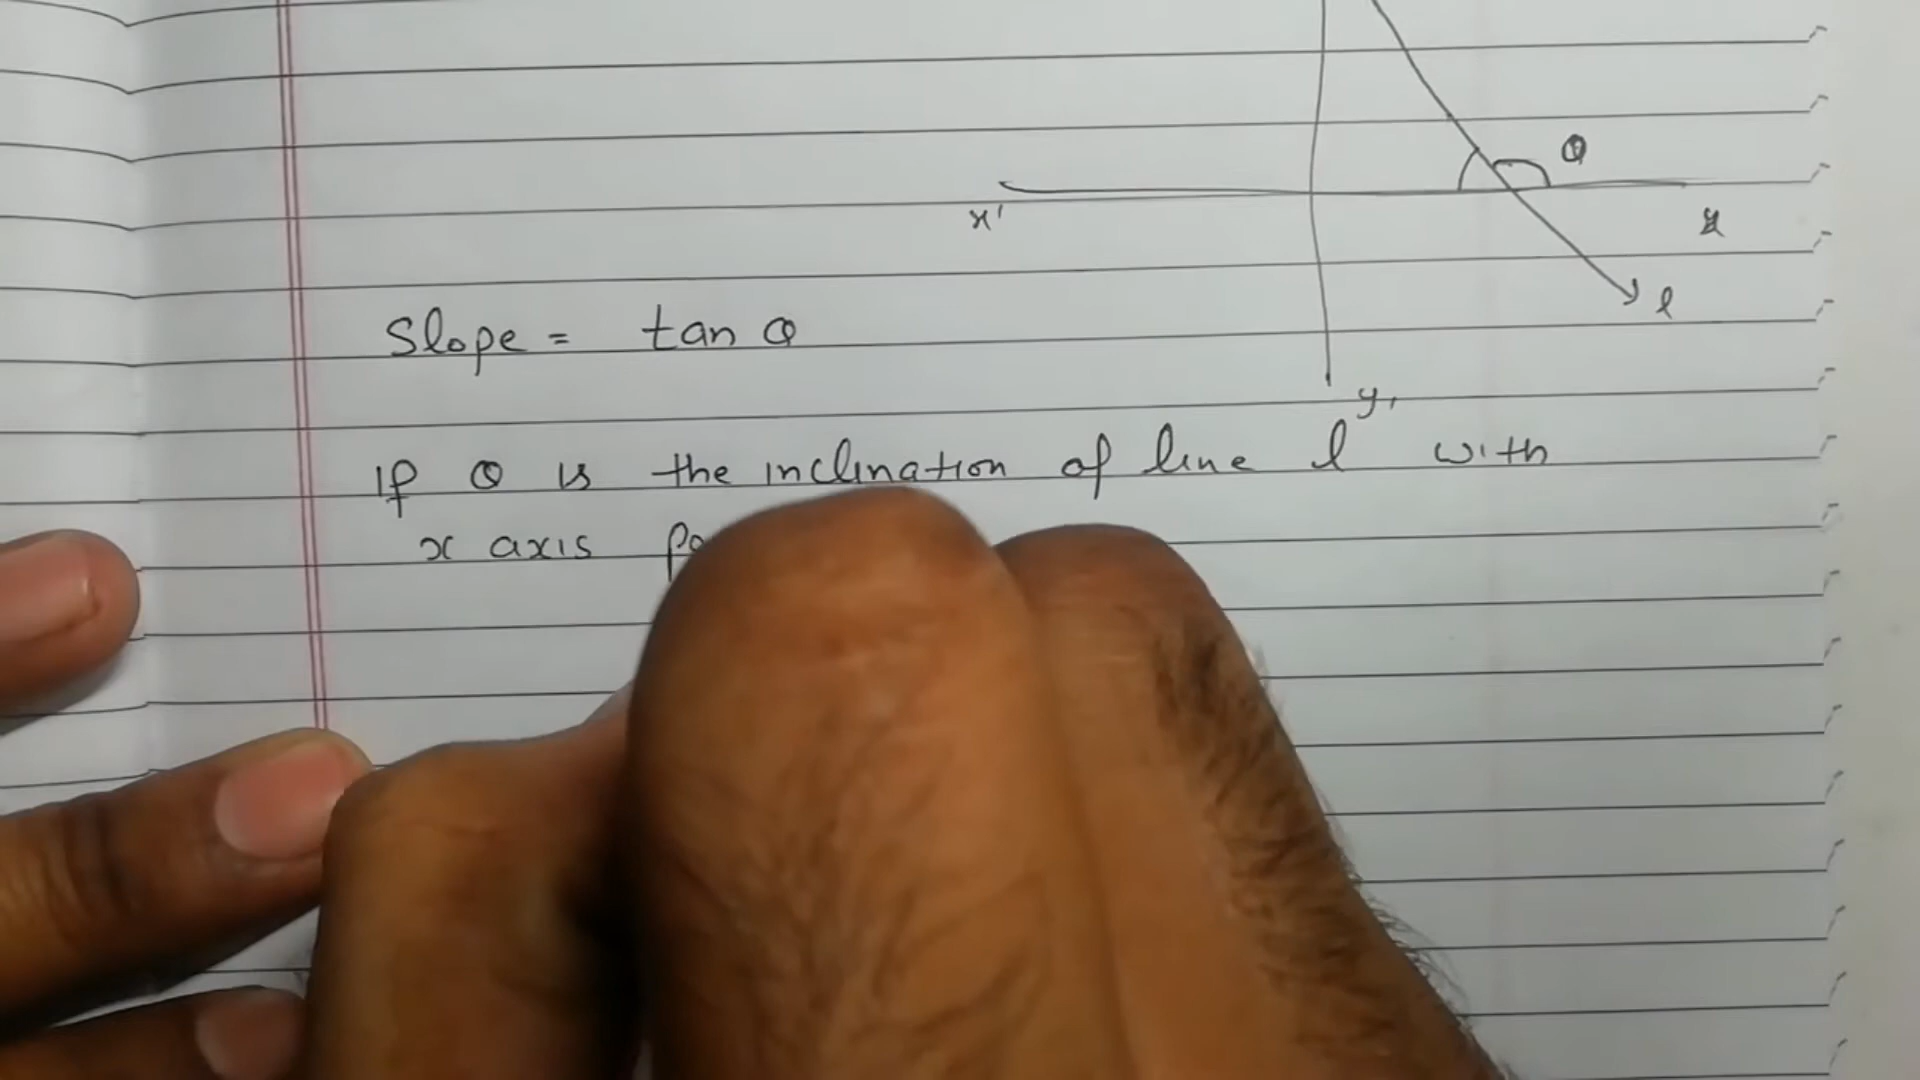 θ
x'
x
l
Slope = tan θ
y'
If θ is the inclination of line l with
x axis